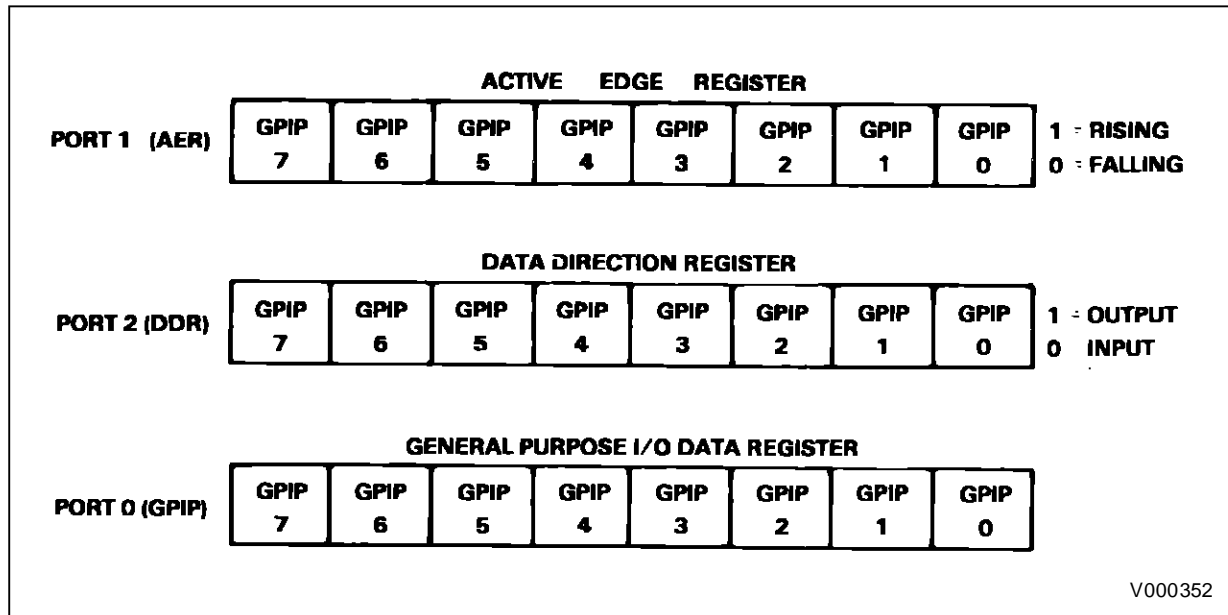 ACTIVE EDGE REGISTER
PORT 1 (AER) GPIP 7 GPIP 6 GPIP 5 GPIP 4 GPIP 3 GPIP 2 GPIP 1 GPIP 0 1 = RISING
0 = FALLING
DATA DIRECTION REGISTER
PORT 2 (DDR) GPIP 7 GPIP 6 GPIP 5 GPIP 4 GPIP 3 GPIP 2 GPIP 1 GPIP 0 1 = OUTPUT
0 INPUT
GENERAL PURPOSE I/O DATA REGISTER
PORT 0 (GPIP) GPIP 7 GPIP 6 GPIP 5 GPIP 4 GPIP 3 GPIP 2 GPIP 1 GPIP 0
V000352